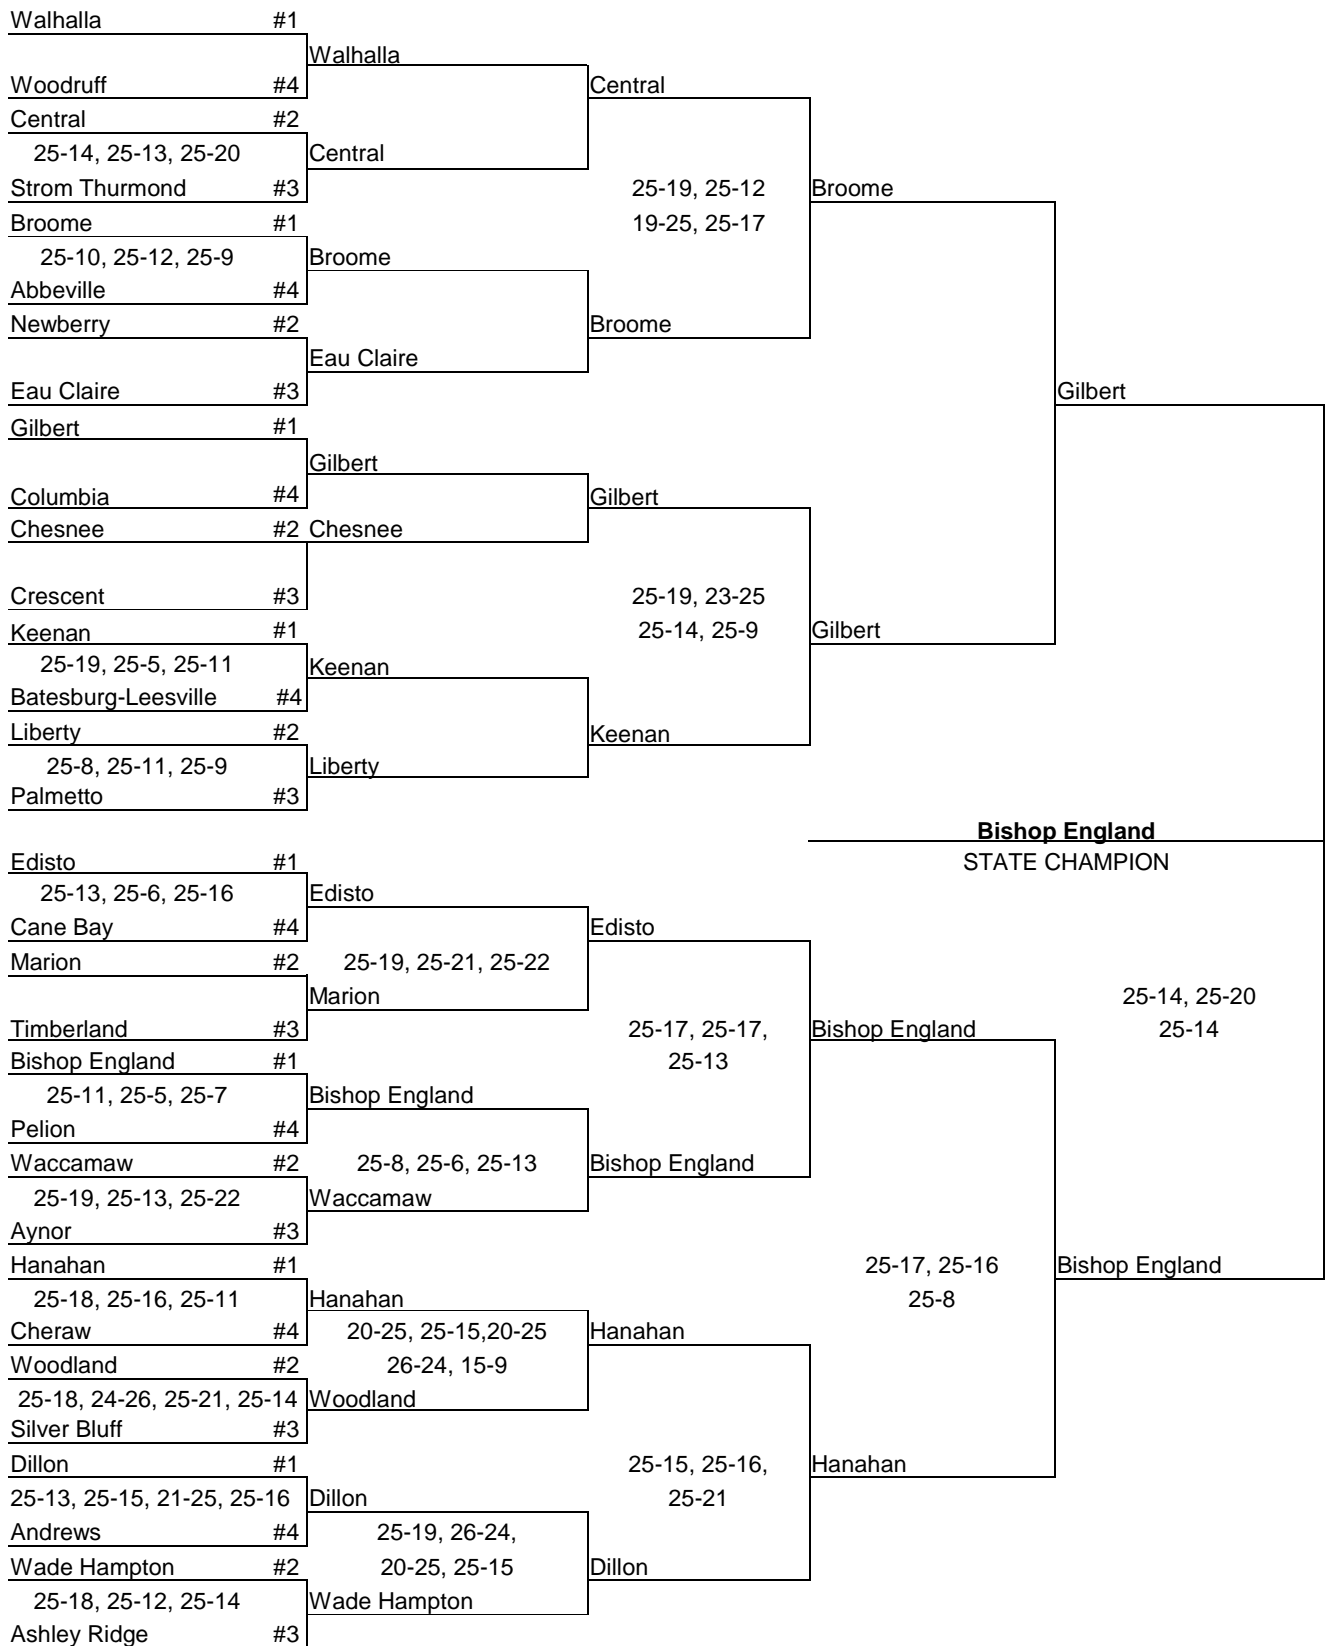 Walhalla #1
Walhalla
Woodruff #4 Central
Central #2
25-14, 25-13, 25-20 Central
Strom Thurmond #3 25-19, 25-12 Broome
Broome #1 19-25, 25-17
25-10, 25-12, 25-9 Broome
Abbeville #4
Newberry #2 Broome
Eau Claire
Eau Claire #3 Gilbert
Gilbert #1
Gilbert
Columbia #4 Gilbert
Chesnee #2 Chesnee
Crescent #3 25-19, 23-25
Keenan #1 25-14, 25-9 Gilbert
25-19, 25-5, 25-11 Keenan
Batesburg-Leesville #4
Liberty #2 Keenan
25-8, 25-11, 25-9 Liberty
Palmetto #3
Bishop England
Edisto #1 STATE CHAMPION
25-13, 25-6, 25-16 Edisto
Cane Bay #4 Edisto
Marion #2 25-19, 25-21, 25-22
Marion 25-14, 25-20
Timberland #3 25-17, 25-17, Bishop England 25-14
Bishop England #1 25-13
25-11, 25-5, 25-7 Bishop England
Pelion #4
Waccamaw #2 25-8, 25-6, 25-13 Bishop England
25-19, 25-13, 25-22 Waccamaw
Aynor #3
Hanahan #1 25-17, 25-16 Bishop England
25-18, 25-16, 25-11 Hanahan 25-8
Cheraw #4 20-25, 25-15,20-25 Hanahan
Woodland #2 26-24, 15-9
25-18, 24-26, 25-21, 25-14 Woodland
Silver Bluff #3
Dillon #1 25-15, 25-16, Hanahan
25-13, 25-15, 21-25, 25-16 Dillon 25-21
Andrews #4 25-19, 26-24,
Wade Hampton #2 20-25, 25-15 Dillon
25-18, 25-12, 25-14 Wade Hampton
Ashley Ridge #3